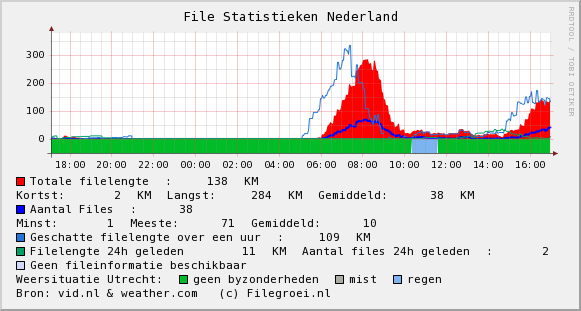 File Statistieken Nederland
RRDTOOL / TOBI OETIKER
300
200
100
0
18:00 20:00 22:00 00:00 02:00 04:00 06:00 08:00 10:00 12:00 14:00 16:00
Totale filelengte : 138 KM
Kortst: 2 KM Langst: 284 KM Gemiddeld: 38 KM
Aantal Files : 38
Minst: 1 Meeste: 71 Gemiddeld: 10
Geschatte filelengte over een uur : 109 KM
Filelengte 24h geleden 11 KM Aantal files 24h geleden : 2
Geen fileinformatie beschikbaar
Weersituatie Utrecht: geen byzonderheden mist regen
Bron: vid.nl & weather.com (c) Filegroei.nl